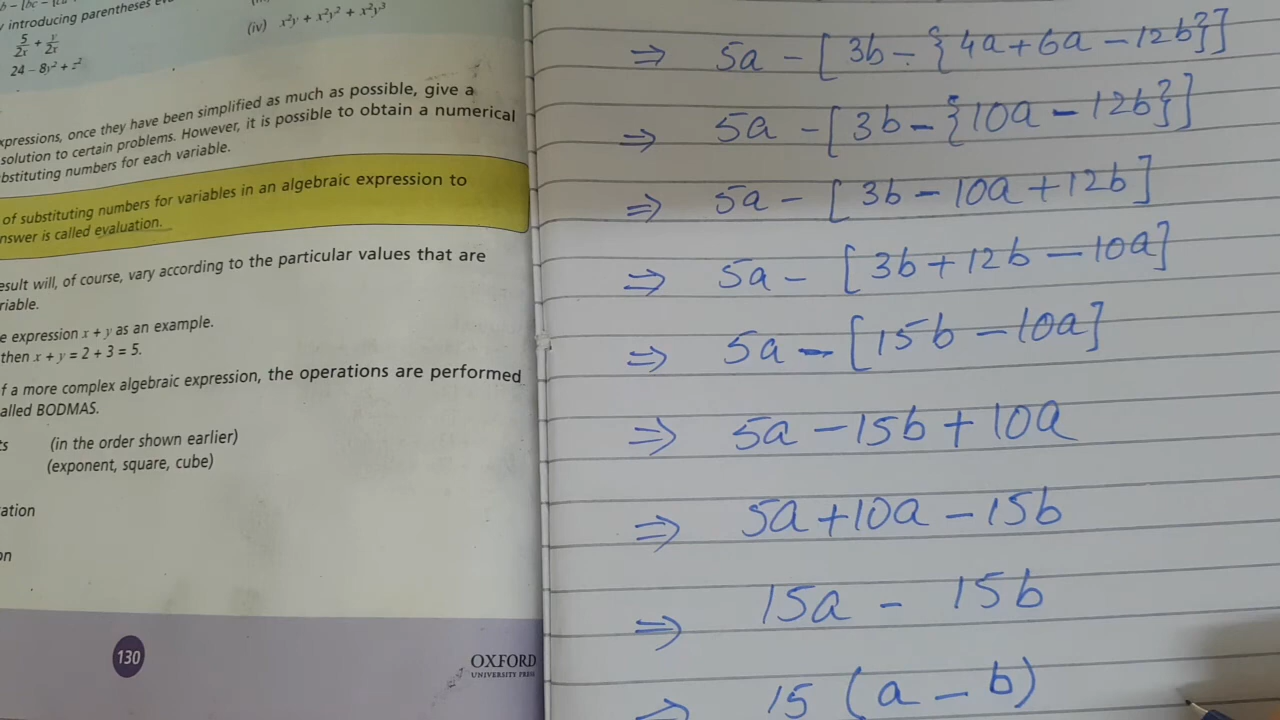 introducing parentheses
5/2x + y/2x
24 – 8y² + z²
(iv) x²y + x²y² + x²y³
expressions, once they have been simplified as much as possible, give a
solution to certain problems. However, it is possible to obtain a numerical
substituting numbers for each variable.
of substituting numbers for variables in an algebraic expression to
answer is called evaluation.
result will, of course, vary according to the particular values that are
variable.
expression x + y as an example.
then x + y = 2 + 3 = 5.
of a more complex algebraic expression, the operations are performed
called BODMAS.
(in the order shown earlier)
(exponent, square, cube)
130
OXFORD
UNIVERSITY PRESS
⇒ 5a - [3b - {4a + 6a - 12b}]
⇒ 5a - [3b - {10a - 12b}]
⇒ 5a - [3b - 10a + 12b]
⇒ 5a - [3b + 12b - 10a]
⇒ 5a - [15b - 10a]
⇒ 5a - 15b + 10a
⇒ 5a + 10a - 15b
⇒ 15a - 15b
⇒ 15 (a - b)